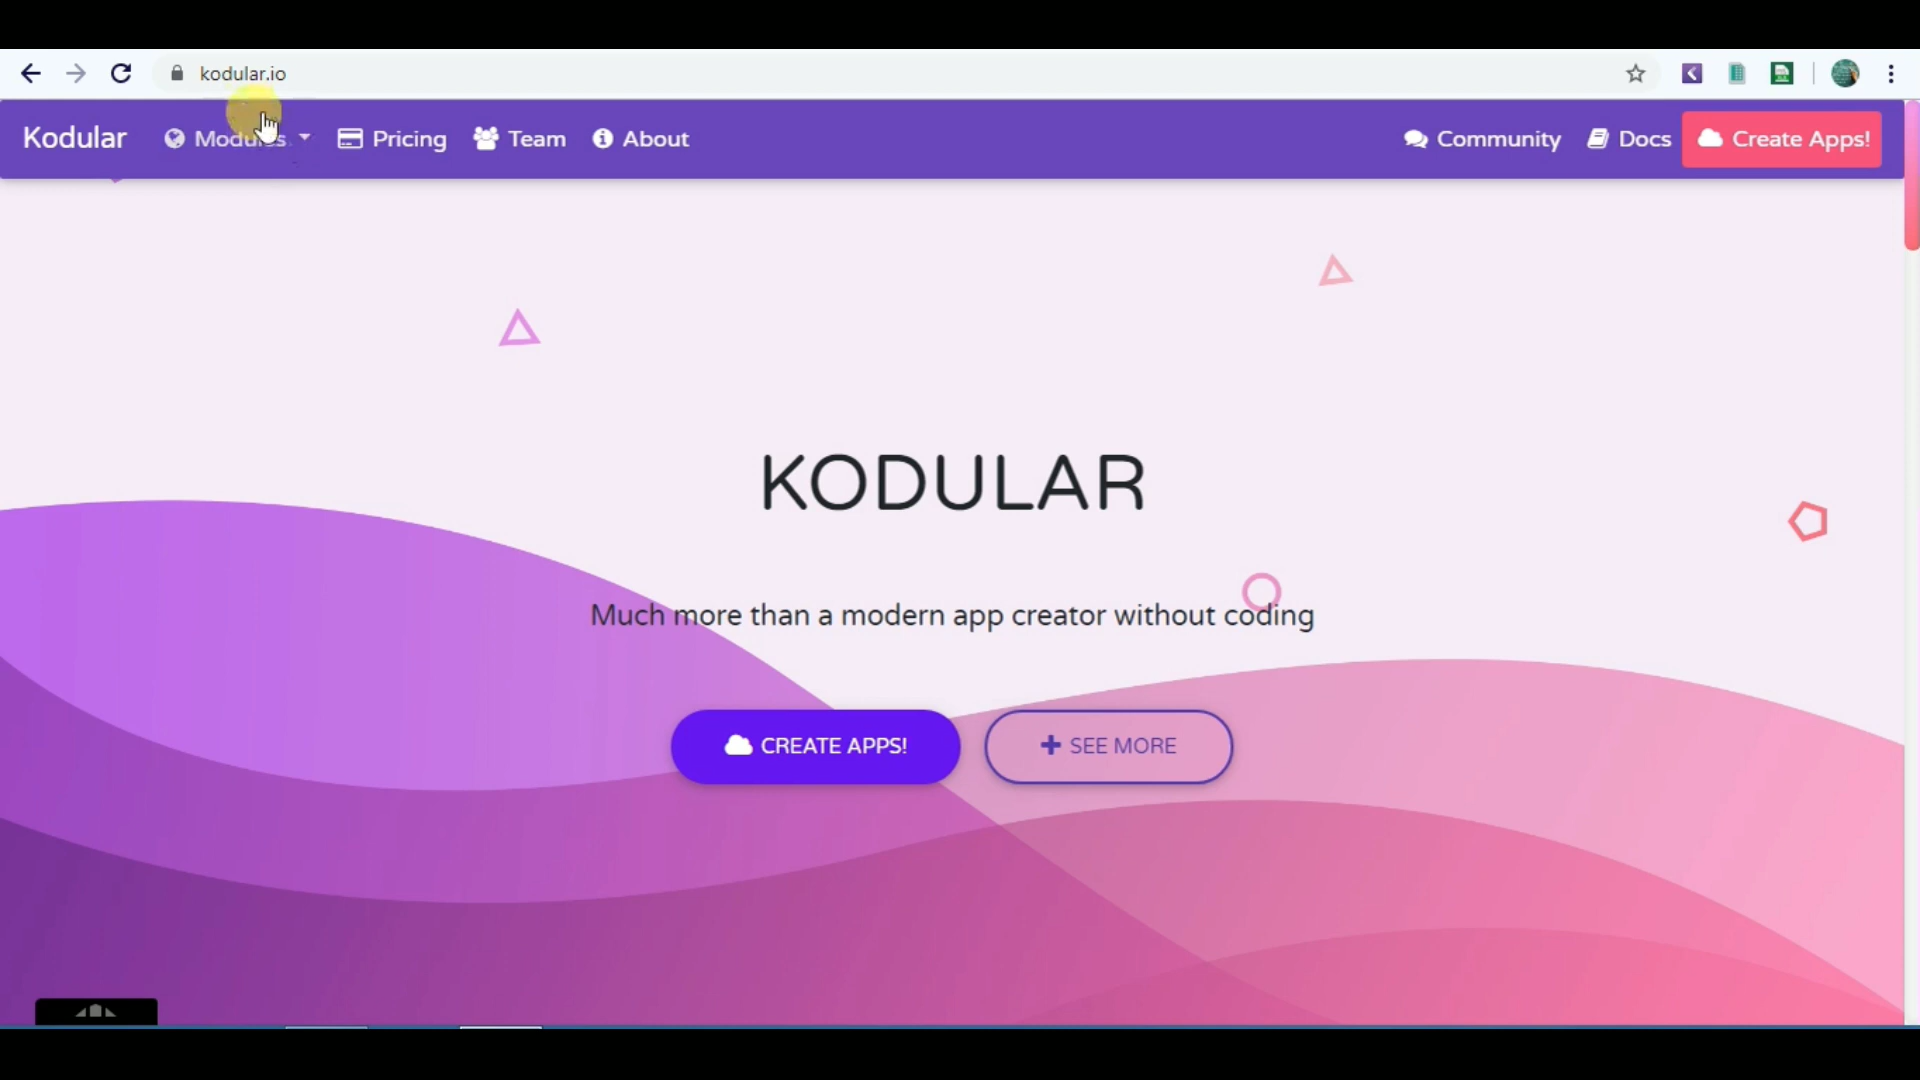 kodular.io
Kodular Modules Pricing Team About Community Docs Create Apps!
KODULAR
Much more than a modern app creator without coding
CREATE APPS! SEE MORE